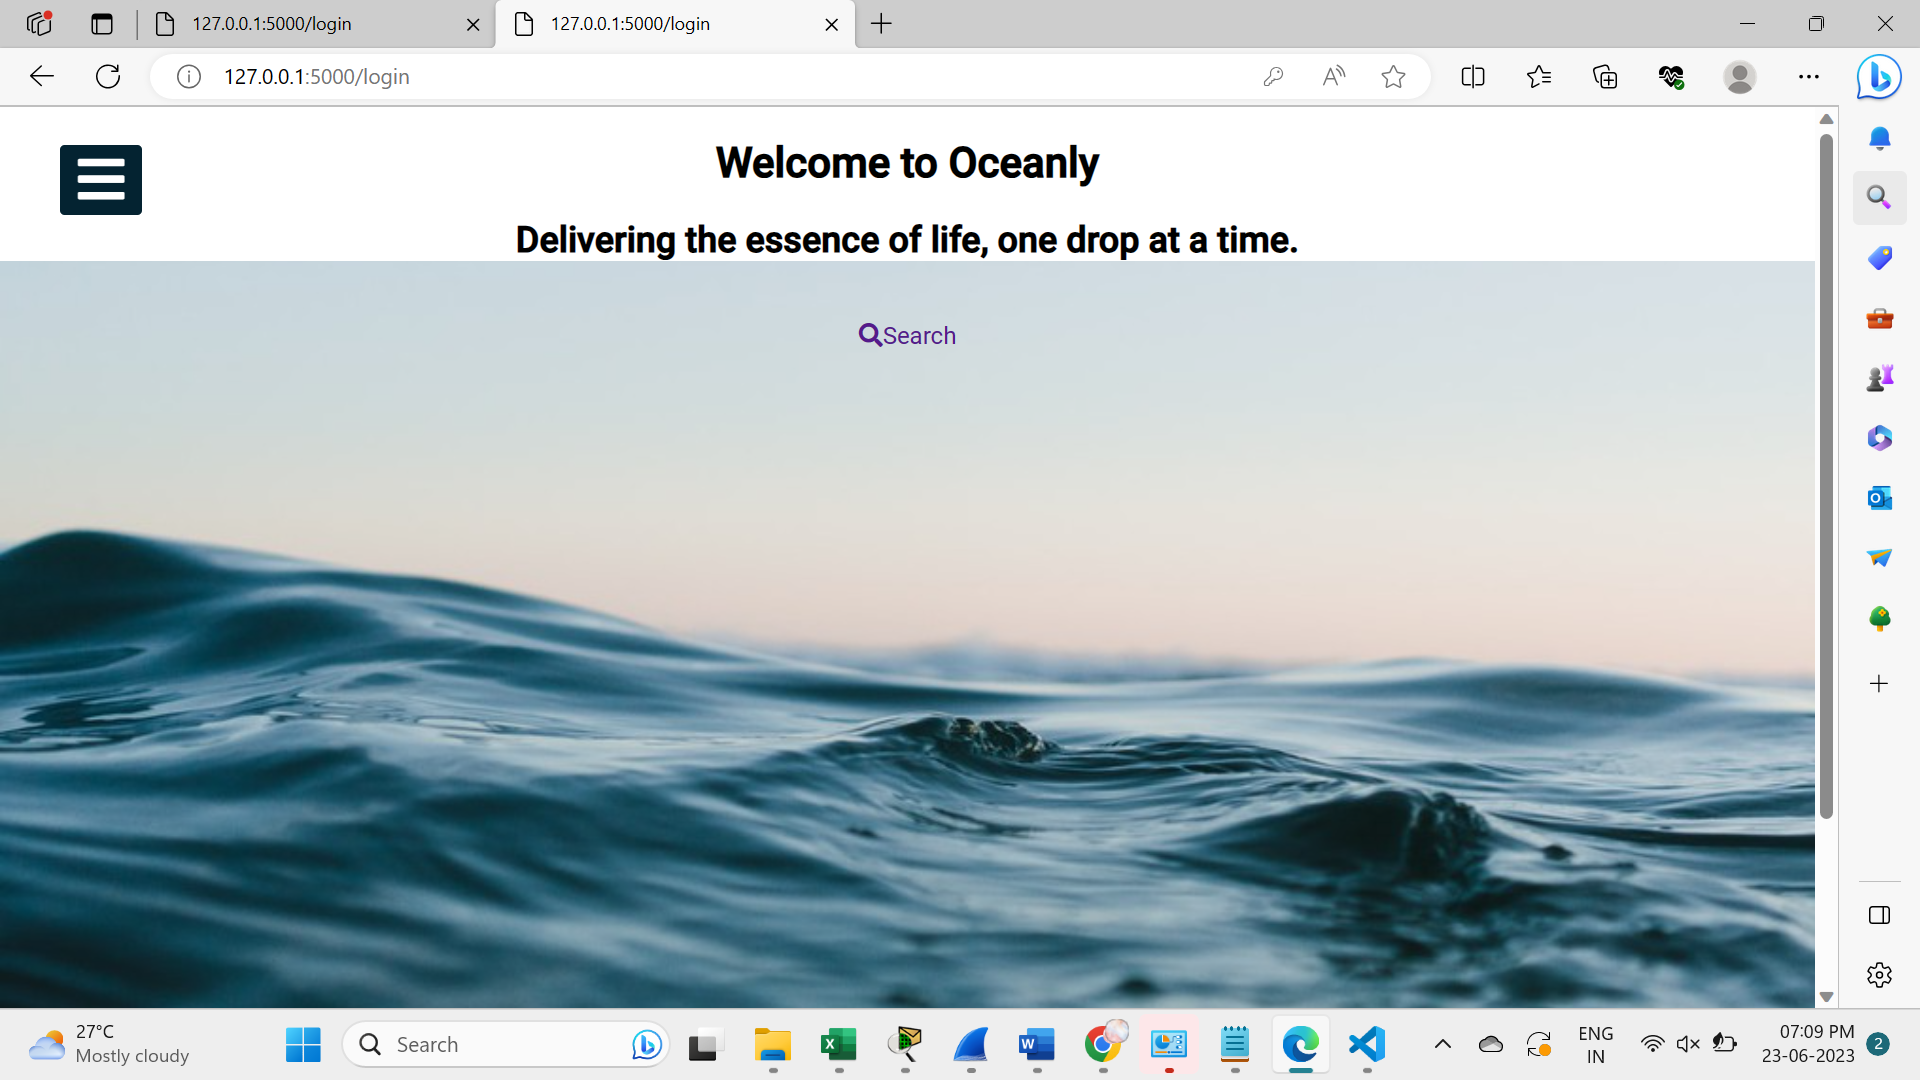 127.0.0.1:5000/login
127.0.0.1:5000/login
127.0.0.1:5000/login
Welcome to Oceanly
Delivering the essence of life, one drop at a time.
Search
27°C
Mostly cloudy
Search
ENG
IN
07:09 PM
23-06-2023
2